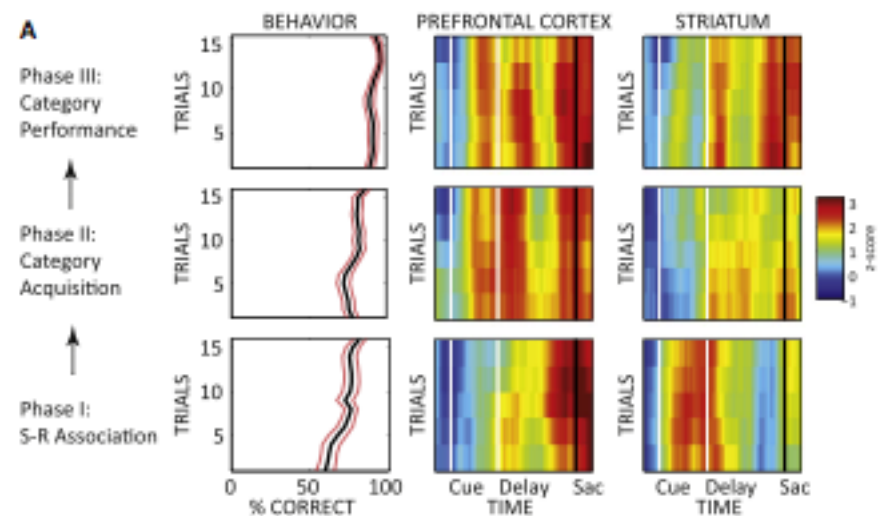 A
BEHAVIOR
PREFRONTAL CORTEX
STRIATUM
Phase III:
Category
Performance
TRIALS
15
10
5
TRIALS
TRIALS
Phase II:
Category
Acquisition
TRIALS
15
10
5
TRIALS
TRIALS
3
2
1
0
-1
z-score
Phase I:
S-R Association
TRIALS
15
10
5
TRIALS
TRIALS
0
50
100
% CORRECT
Cue
Delay
Sac
TIME
Cue
Delay
Sac
TIME